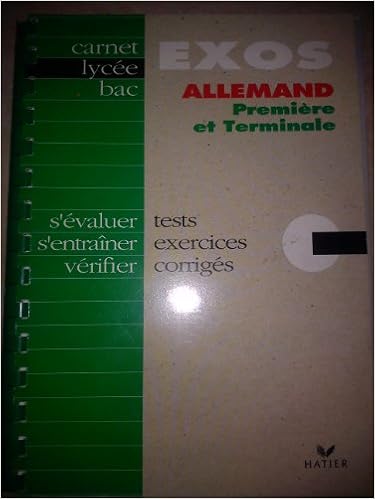 carnet EXOS
lycée
bac ALLEMAND
Première
et Terminale
s'évaluer tests
s'entraîner exercices
vérifier corrigés
HATIER